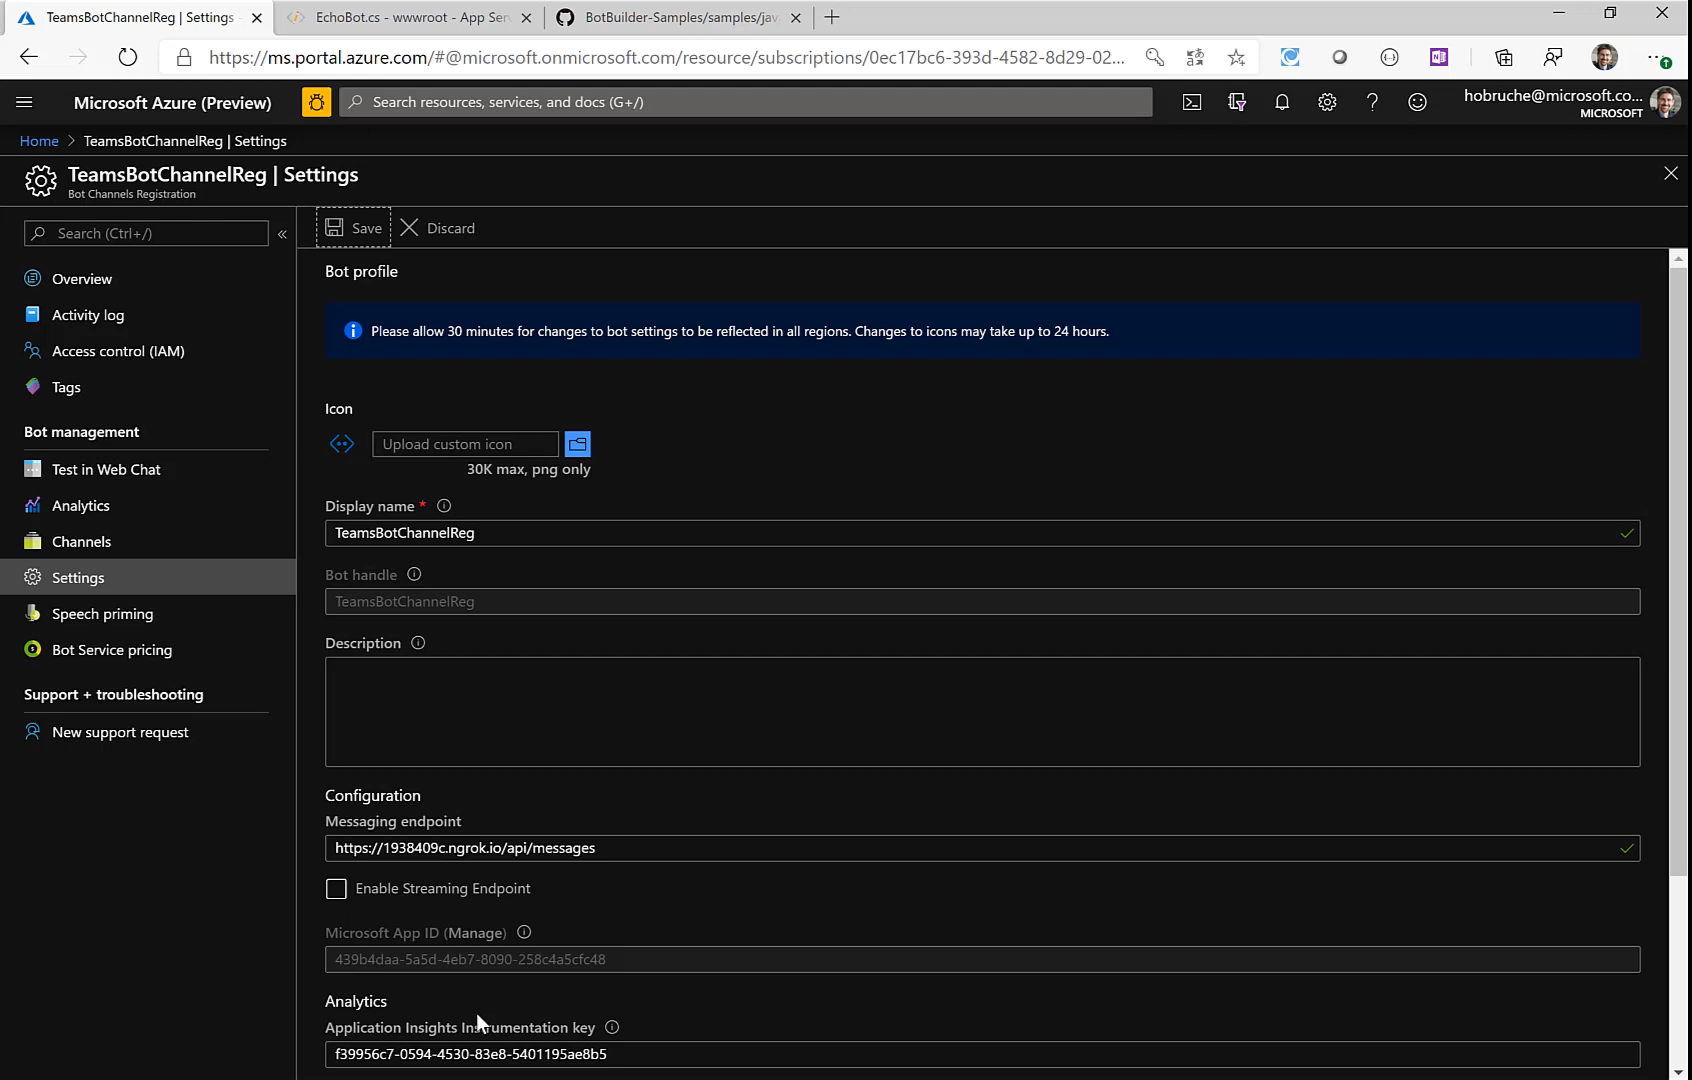 TeamsBotChannelReg | Settings
EchoBot.cs - wwwroot - App Ser
BotBuilder-Samples/samples/jav
https://ms.portal.azure.com/#@microsoft.onmicrosoft.com/resource/subscriptions/0ec17bc6-393d-4582-8d29-02...
Microsoft Azure (Preview)
Search resources, services, and docs (G+/)
hobruche@microsoft.co...
MICROSOFT
Home > TeamsBotChannelReg | Settings
TeamsBotChannelReg | Settings
Bot Channels Registration
Search (Ctrl+/)
«
Overview
Activity log
Access control (IAM)
Tags
Bot management
Test in Web Chat
Analytics
Channels
Settings
Speech priming
Bot Service pricing
Support + troubleshooting
New support request
Save
Discard
Bot profile
Please allow 30 minutes for changes to bot settings to be reflected in all regions. Changes to icons may take up to 24 hours.
Icon
Upload custom icon
30K max, png only
Display name *
TeamsBotChannelReg
Bot handle
TeamsBotChannelReg
Description
Configuration
Messaging endpoint
https://1938409c.ngrok.io/api/messages
Enable Streaming Endpoint
Microsoft App ID (Manage)
439b4daa-5a5d-4eb7-8090-258c4a5cfc48
Analytics
Application Insights Instrumentation key
f39956c7-0594-4530-83e8-5401195ae8b5